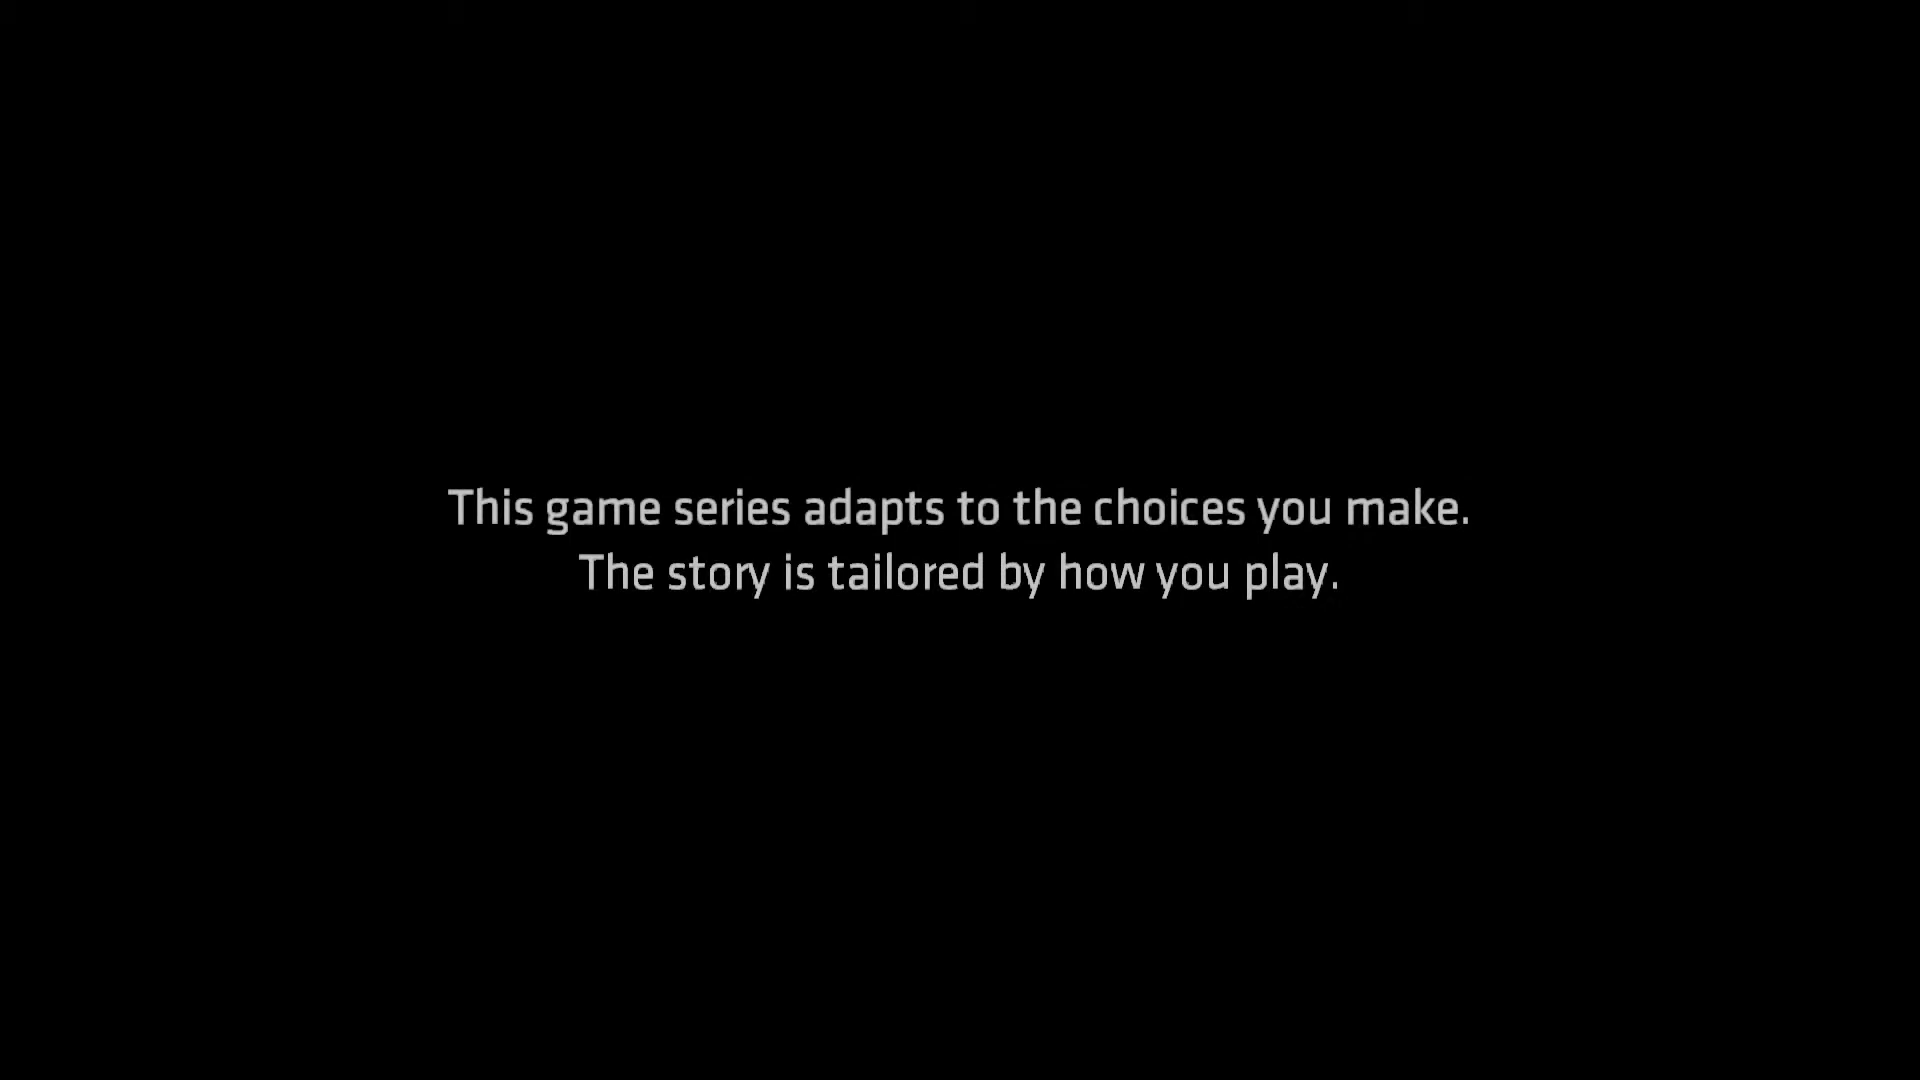 This game series adapts to the choices you make.
The story is tailored by how you play.